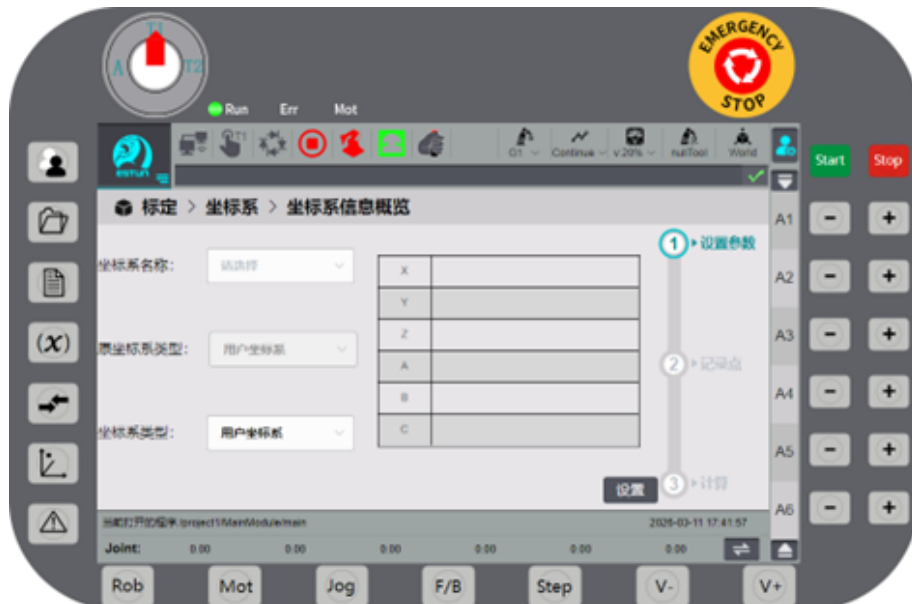 T1
A
T2
EMERGENCY
STOP
Run Err Mot
T1
G1 Continue v:20% nullTool World
ESTUN
Start Stop
标定 > 坐标系 > 坐标系信息概览
A1 - +
1 设置参数
坐标系名称: 请选择
X
A2 - +
Y
(x)
原坐标系类型: 用户坐标系
Z
A3 - +
A
2 记录点
B
A4 - +
坐标系类型: 用户坐标系
C
A5 - +
设置
3 计算
A6 - +
当前打开的程序:/project1/MainModule/main
2026-03-11 17:41:57
Joint: 0.00 0.00 0.00 0.00 0.00 0.00
Rob Mot Jog F/B Step V- V+